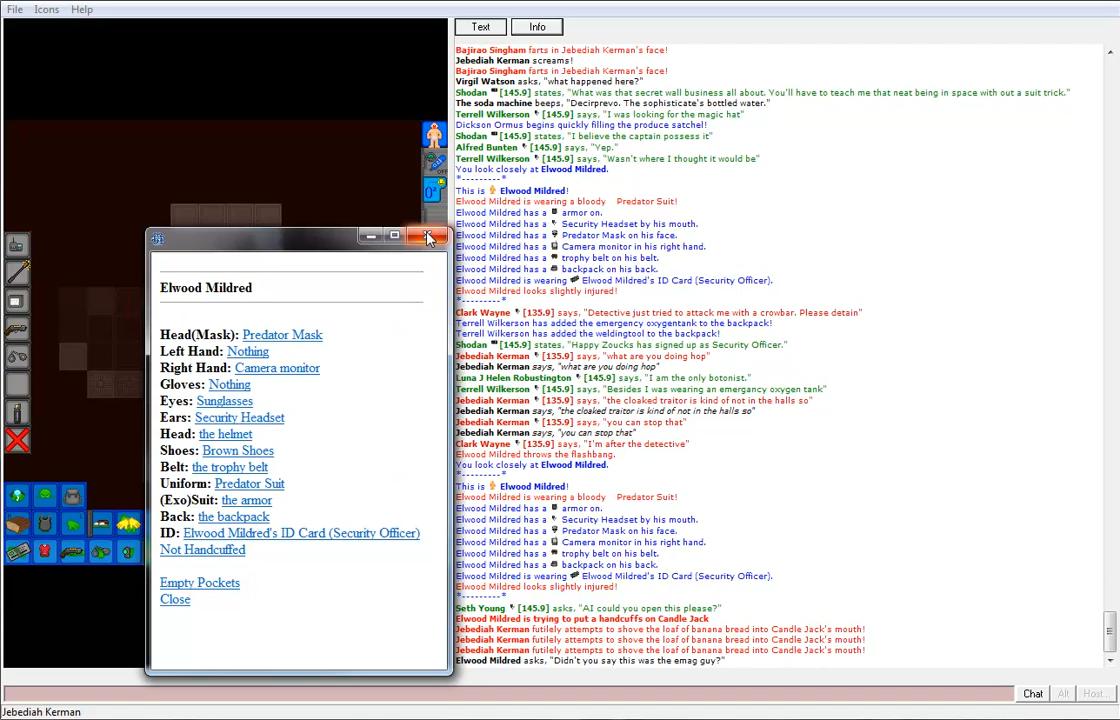 File Icons Help
Text Info
Bajirao Singham farts in Jebediah Kerman's face!
Jebediah Kerman screams!
Bajirao Singham farts in Jebediah Kerman's face!
Virgil Watson asks, "what happened here?"
Shodan [145.9] states, "What was that secret wall business all about. You'll have to teach me that neat being in space with out a suit trick."
The soda machine beeps, "Decirprevo. The sophisticate's bottled water."
Terrell Wilkerson [145.9] says, "I was looking for the magic hat"
Dickson Ormus begins quickly filling the produce satchel!
Shodan [145.9] states, "I believe the captain possess it"
Alfred Bunten [145.9] says, "Yep."
Terrell Wilkerson [145.9] says, "Wasn't where I thought it would be"
You look closely at Elwood Mildred.
*---------*
This is Elwood Mildred!
Elwood Mildred is wearing a bloody Predator Suit!
Elwood Mildred has a armor on.
Elwood Mildred has a Security Headset by his mouth.
Elwood Mildred has a Predator Mask on his face.
Elwood Mildred has a Camera monitor in his right hand.
Elwood Mildred has a trophy belt on his belt.
Elwood Mildred has a backpack on his back.
Elwood Mildred is wearing Elwood Mildred's ID Card (Security Officer).
Elwood Mildred looks slightly injured!
*---------*
Clark Wayne [135.9] says, "Detective just tried to attack me with a crowbar. Please detain"
Terrell Wilkerson has added the emergency oxygentank to the backpack!
Terrell Wilkerson has added the weldingtool to the backpack!
Shodan [145.9] states, "Happy Zoucks has signed up as Security Officer."
Jebediah Kerman [135.9] says, "what are you doing hop"
Jebediah Kerman says, "what are you doing hop"
Luna J Helen Robustington [145.9] says, "I am the only botonist."
Terrell Wilkerson [145.9] says, "Besides I was wearing an emergancy oxygen tank"
Jebediah Kerman [135.9] says, "the cloaked traitor is kind of not in the halls so"
Jebediah Kerman says, "the cloaked traitor is kind of not in the halls so"
Jebediah Kerman [135.9] says, "you can stop that"
Jebediah Kerman says, "you can stop that"
Clark Wayne [135.9] says, "I'm after the detective"
Elwood Mildred throws the flashbang.
You look closely at Elwood Mildred.
*---------*
This is Elwood Mildred!
Elwood Mildred is wearing a bloody Predator Suit!
Elwood Mildred has a armor on.
Elwood Mildred has a Security Headset by his mouth.
Elwood Mildred has a Predator Mask on his face.
Elwood Mildred has a Camera monitor in his right hand.
Elwood Mildred has a trophy belt on his belt.
Elwood Mildred has a backpack on his back.
Elwood Mildred is wearing Elwood Mildred's ID Card (Security Officer).
Elwood Mildred looks slightly injured!
*---------*
Seth Young [145.9] asks, "AI could you open this please?"
Elwood Mildred is trying to put a handcuffs on Candle Jack
Jebediah Kerman futilely attempts to shove the loaf of banana bread into Candle Jack's mouth!
Jebediah Kerman futilely attempts to shove the loaf of banana bread into Candle Jack's mouth!
Jebediah Kerman futilely attempts to shove the loaf of banana bread into Candle Jack's mouth!
Elwood Mildred asks, "Didn't you say this was the emag guy?"
Elwood Mildred
Head(Mask): Predator Mask
Left Hand: Nothing
Right Hand: Camera monitor
Gloves: Nothing
Eyes: Sunglasses
Ears: Security Headset
Head: the helmet
Shoes: Brown Shoes
Belt: the trophy belt
Uniform: Predator Suit
(Exo)Suit: the armor
Back: the backpack
ID: Elwood Mildred's ID Card (Security Officer)
Not Handcuffed
Empty Pockets
Close
Chat Alt Host...
Jebediah Kerman